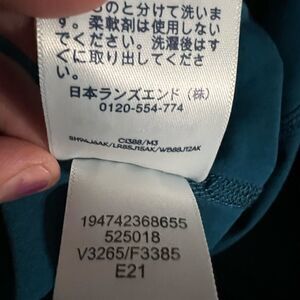 のと分けて洗いま
す。柔軟剤は使用しない
でください。洗濯後はす
ぐに取り出してください。
日本ランズエンド (株)
0120-554-774
C1388/M3
194742368655
525018
V3265/F3385
E21